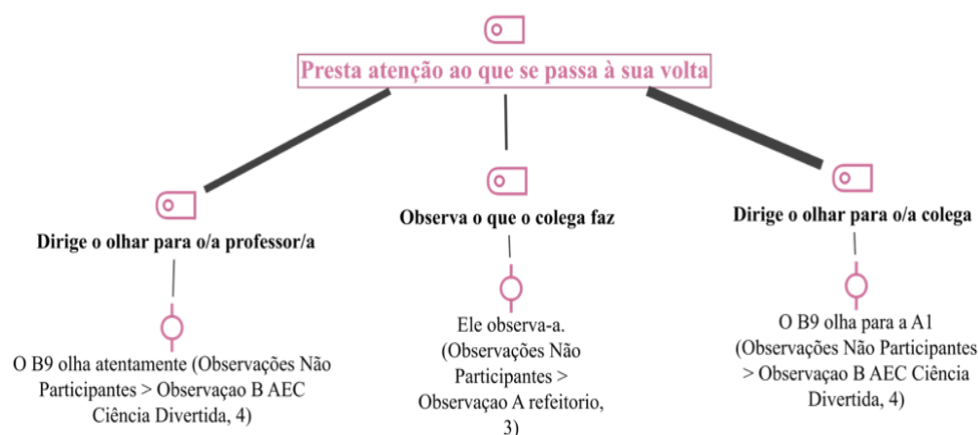 Presta atenção ao que se passa à sua volta
Dirige o olhar para o/a professor/a
Observa o que o colega faz
Dirige o olhar para o/a colega
O B9 olha atentamente (Observações Não
Participantes > Observaçao B AEC
Ciência Divertida, 4)
Ele observa-a.
(Observações Não
Participantes >
Observaçao A refeitorio,
3)
O B9 olha para a A1
(Observações Não Participantes
> Observaçao B AEC Ciência
Divertida, 4)